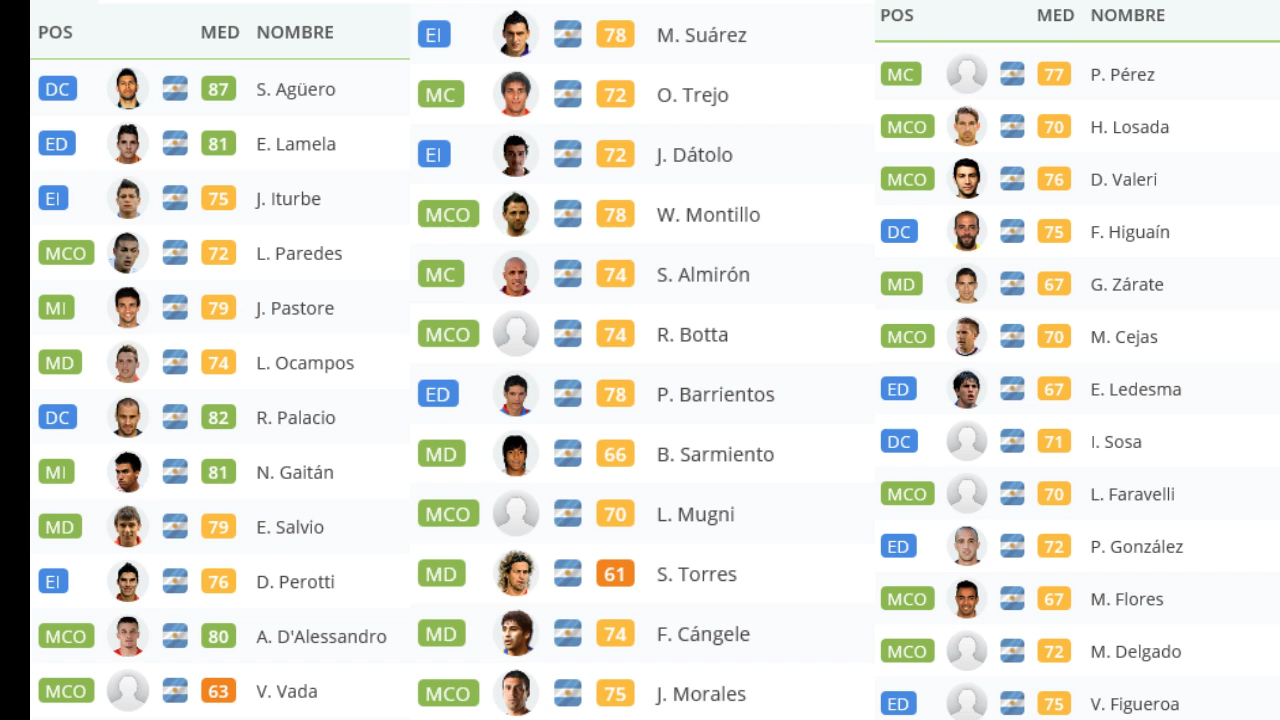 POS MED NOMBRE
DC 87 S. Agüero
ED 81 E. Lamela
EI 75 J. Iturbe
MCO 72 L. Paredes
MI 79 J. Pastore
MD 74 L. Ocampos
DC 82 R. Palacio
MI 81 N. Gaitán
MD 79 E. Salvio
EI 76 D. Perotti
MCO 80 A. D'Alessandro
MCO 63 V. Vada
EI 78 M. Suárez
MC 72 O. Trejo
EI 72 J. Dátolo
MCO 78 W. Montillo
MC 74 S. Almirón
MCO 74 R. Botta
ED 78 P. Barrientos
MD 66 B. Sarmiento
MCO 70 L. Mugni
MD 61 S. Torres
MD 74 F. Cángele
MCO 75 J. Morales
POS MED NOMBRE
MC 77 P. Pérez
MCO 70 H. Losada
MCO 76 D. Valeri
DC 75 F. Higuaín
MD 67 G. Zárate
MCO 70 M. Cejas
ED 67 E. Ledesma
DC 71 I. Sosa
MCO 70 L. Faravelli
ED 72 P. González
MCO 67 M. Flores
MCO 72 M. Delgado
ED 75 V. Figueroa